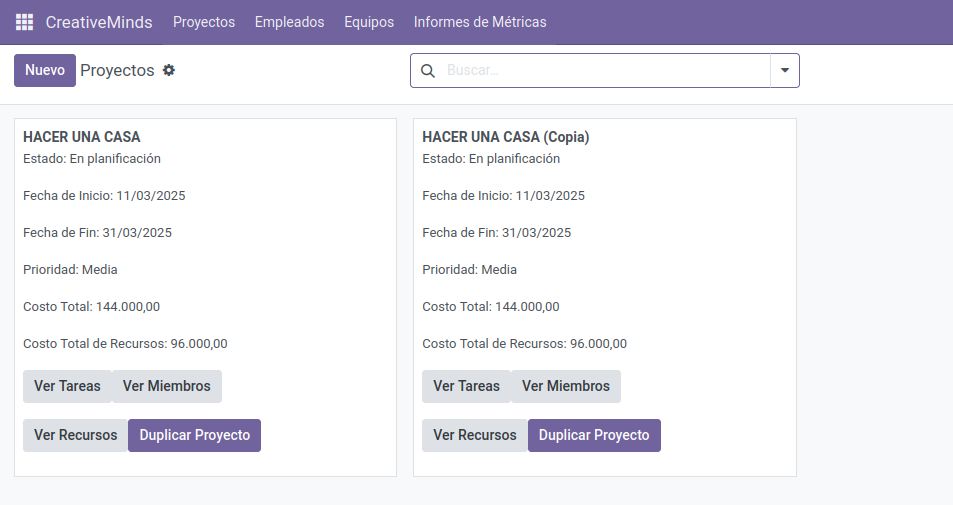 CreativeMinds Proyectos Empleados Equipos Informes de Métricas
Nuevo Proyectos
Buscar...
HACER UNA CASA
Estado: En planificación
Fecha de Inicio: 11/03/2025
Fecha de Fin: 31/03/2025
Prioridad: Media
Costo Total: 144.000,00
Costo Total de Recursos: 96.000,00
Ver Tareas Ver Miembros
Ver Recursos Duplicar Proyecto
HACER UNA CASA (Copia)
Estado: En planificación
Fecha de Inicio: 11/03/2025
Fecha de Fin: 31/03/2025
Prioridad: Media
Costo Total: 144.000,00
Costo Total de Recursos: 96.000,00
Ver Tareas Ver Miembros
Ver Recursos Duplicar Proyecto